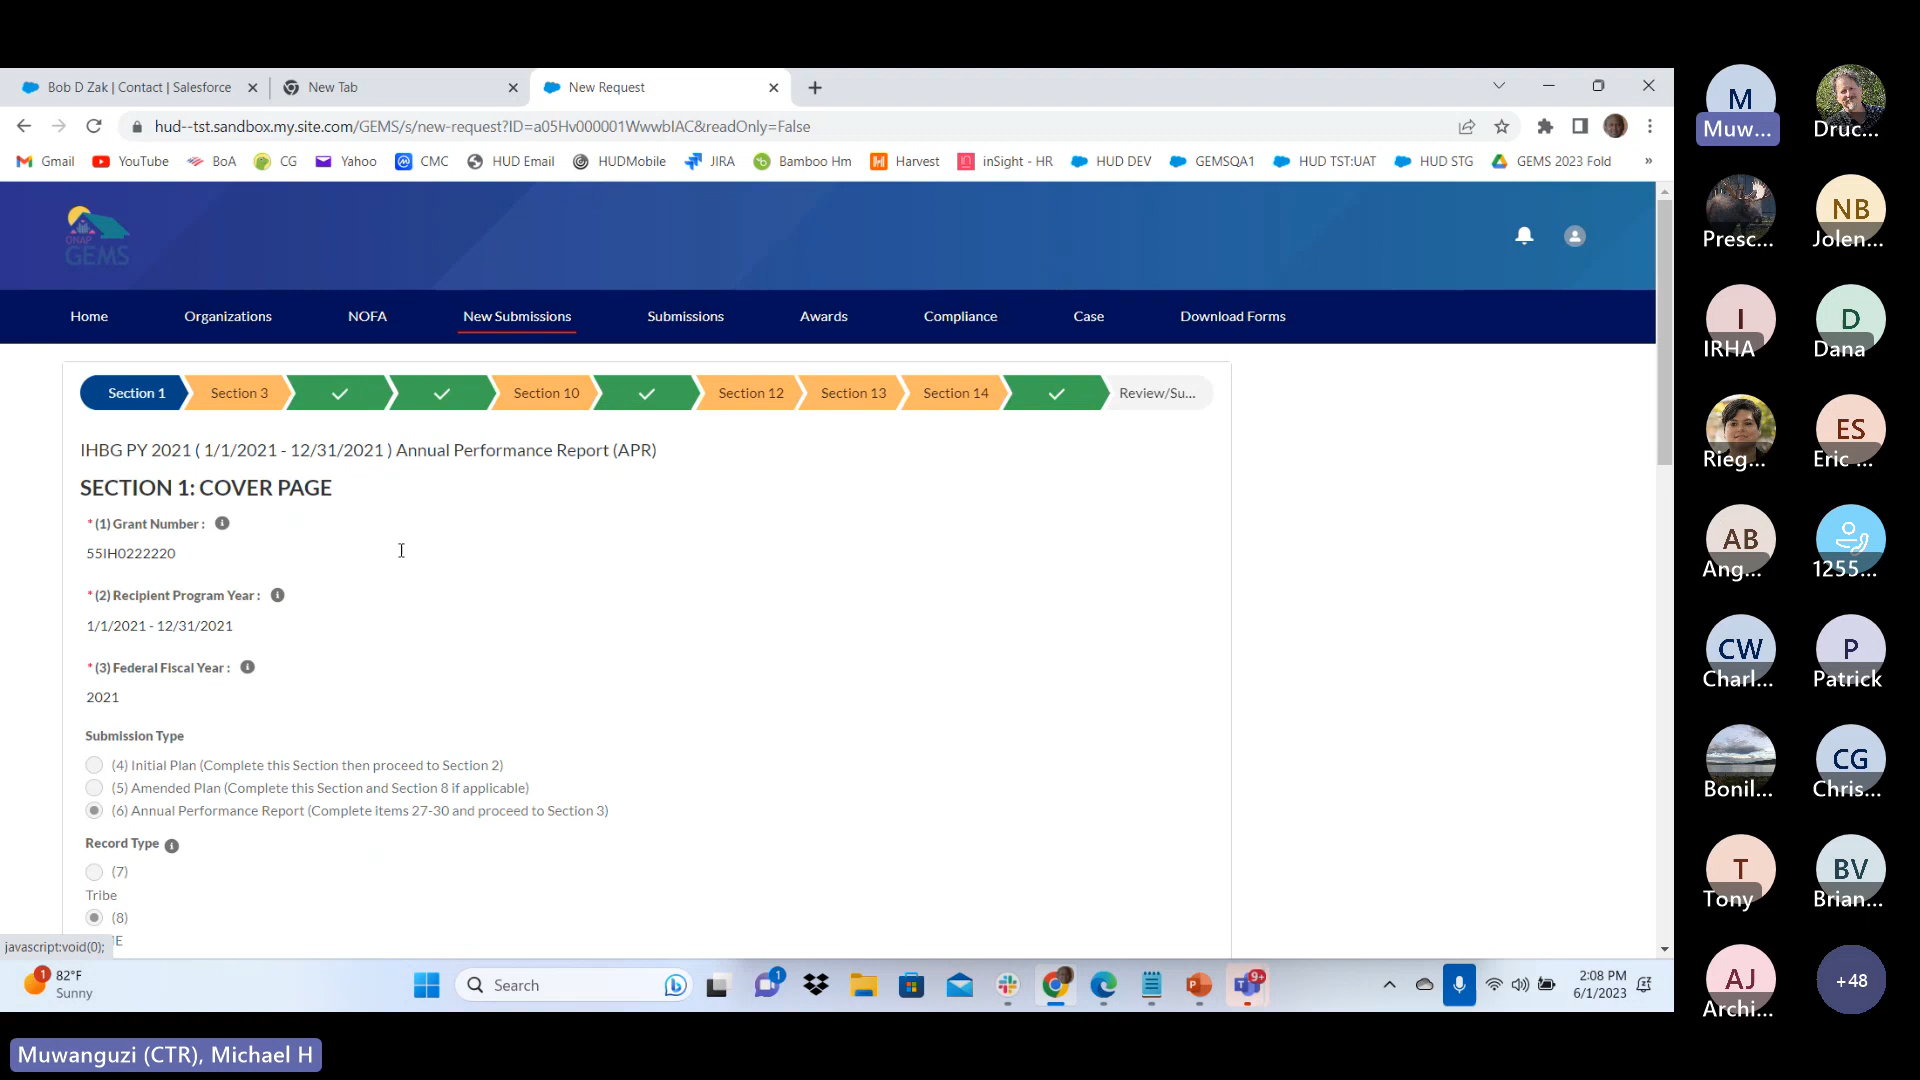 Bob D Zak | Contact | Salesforce
New Tab
New Request
hud--tst.sandbox.my.site.com/GEMS/s/new-request?ID=a05Hv000001WwwbIAC&readOnly=False
Gmail
YouTube
BoA
CG
Yahoo
CMC
HUD Email
HUDMobile
JIRA
Bamboo Hm
Harvest
inSight - HR
HUD DEV
GEMSQA1
HUD TST:UAT
HUD STG
GEMS 2023 Fold
»
ONAP
GEMS
Home
Organizations
NOFA
New Submissions
Submissions
Awards
Compliance
Case
Download Forms
Section 1
Section 3
Section 10
Section 12
Section 13
Section 14
Review/Su...
IHBG PY 2021 ( 1/1/2021 - 12/31/2021 ) Annual Performance Report (APR)
SECTION 1: COVER PAGE
* (1) Grant Number :
55IH0222220
* (2) Recipient Program Year :
1/1/2021 - 12/31/2021
* (3) Federal Fiscal Year :
2021
Submission Type
(4) Initial Plan (Complete this Section then proceed to Section 2)
(5) Amended Plan (Complete this Section and Section 8 if applicable)
(6) Annual Performance Report (Complete items 27-30 and proceed to Section 3)
Record Type
(7)
Tribe
(8)
javascript:void(0);
1
82°F
Sunny
Search
1
9+
2:08 PM
6/1/2023
M
Muw...
Druc...
Presc...
NB
Jolen...
I
IRHA
D
Dana
Rieg...
ES
Eric ...
AB
Ang...
1255...
CW
Charl...
P
Patrick
Bonil...
CG
Chris...
T
Tony
BV
Brian...
AJ
Archi...
+48
Muwanguzi (CTR), Michael H